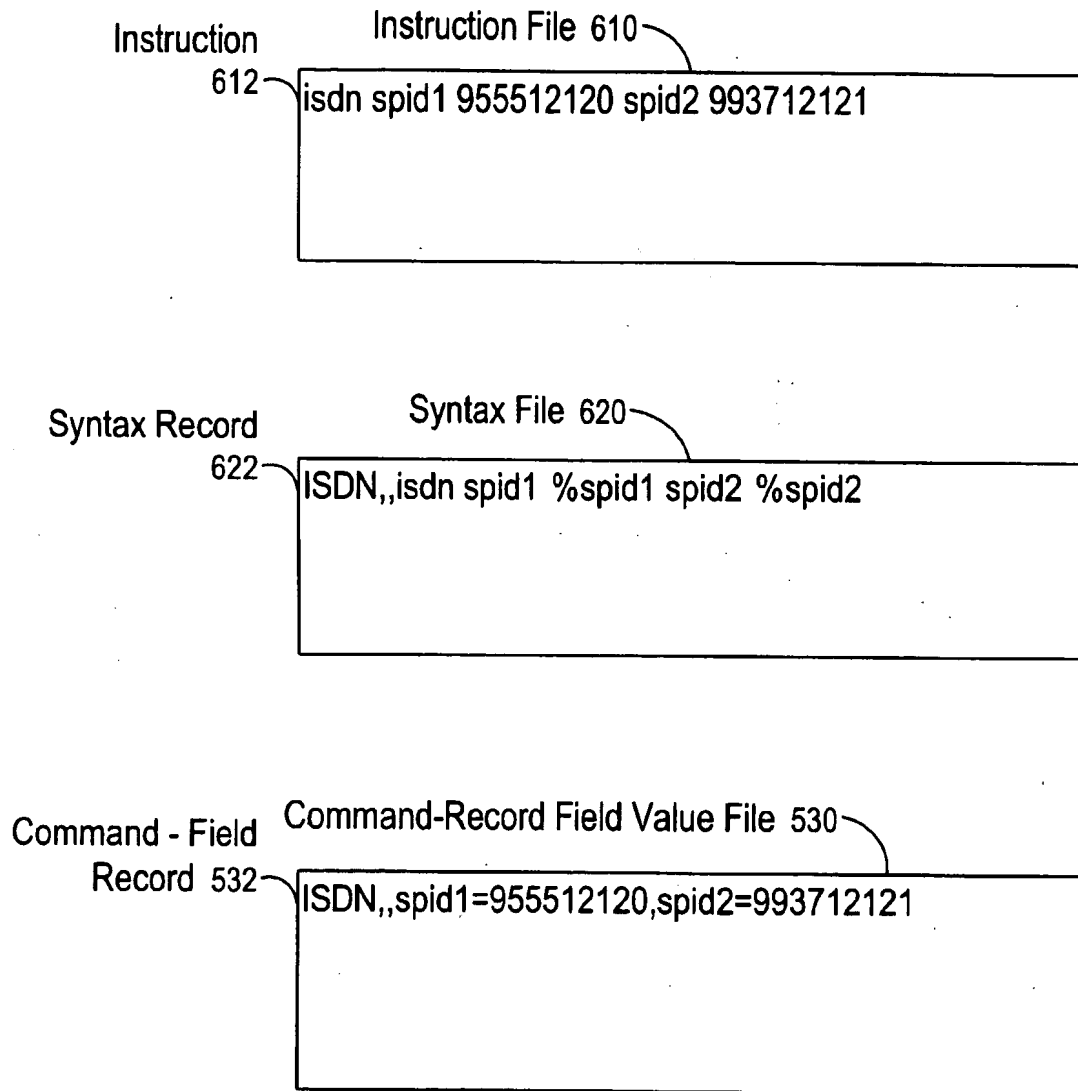 Instruction File 610
Instruction
612
isdn spid1 955512120 spid2 993712121
Syntax File 620
Syntax Record
622
ISDN,,isdn spid1 %spid1 spid2 %spid2
Command-Record Field Value File 530
Command - Field
Record 532
ISDN,,spid1=955512120,spid2=993712121